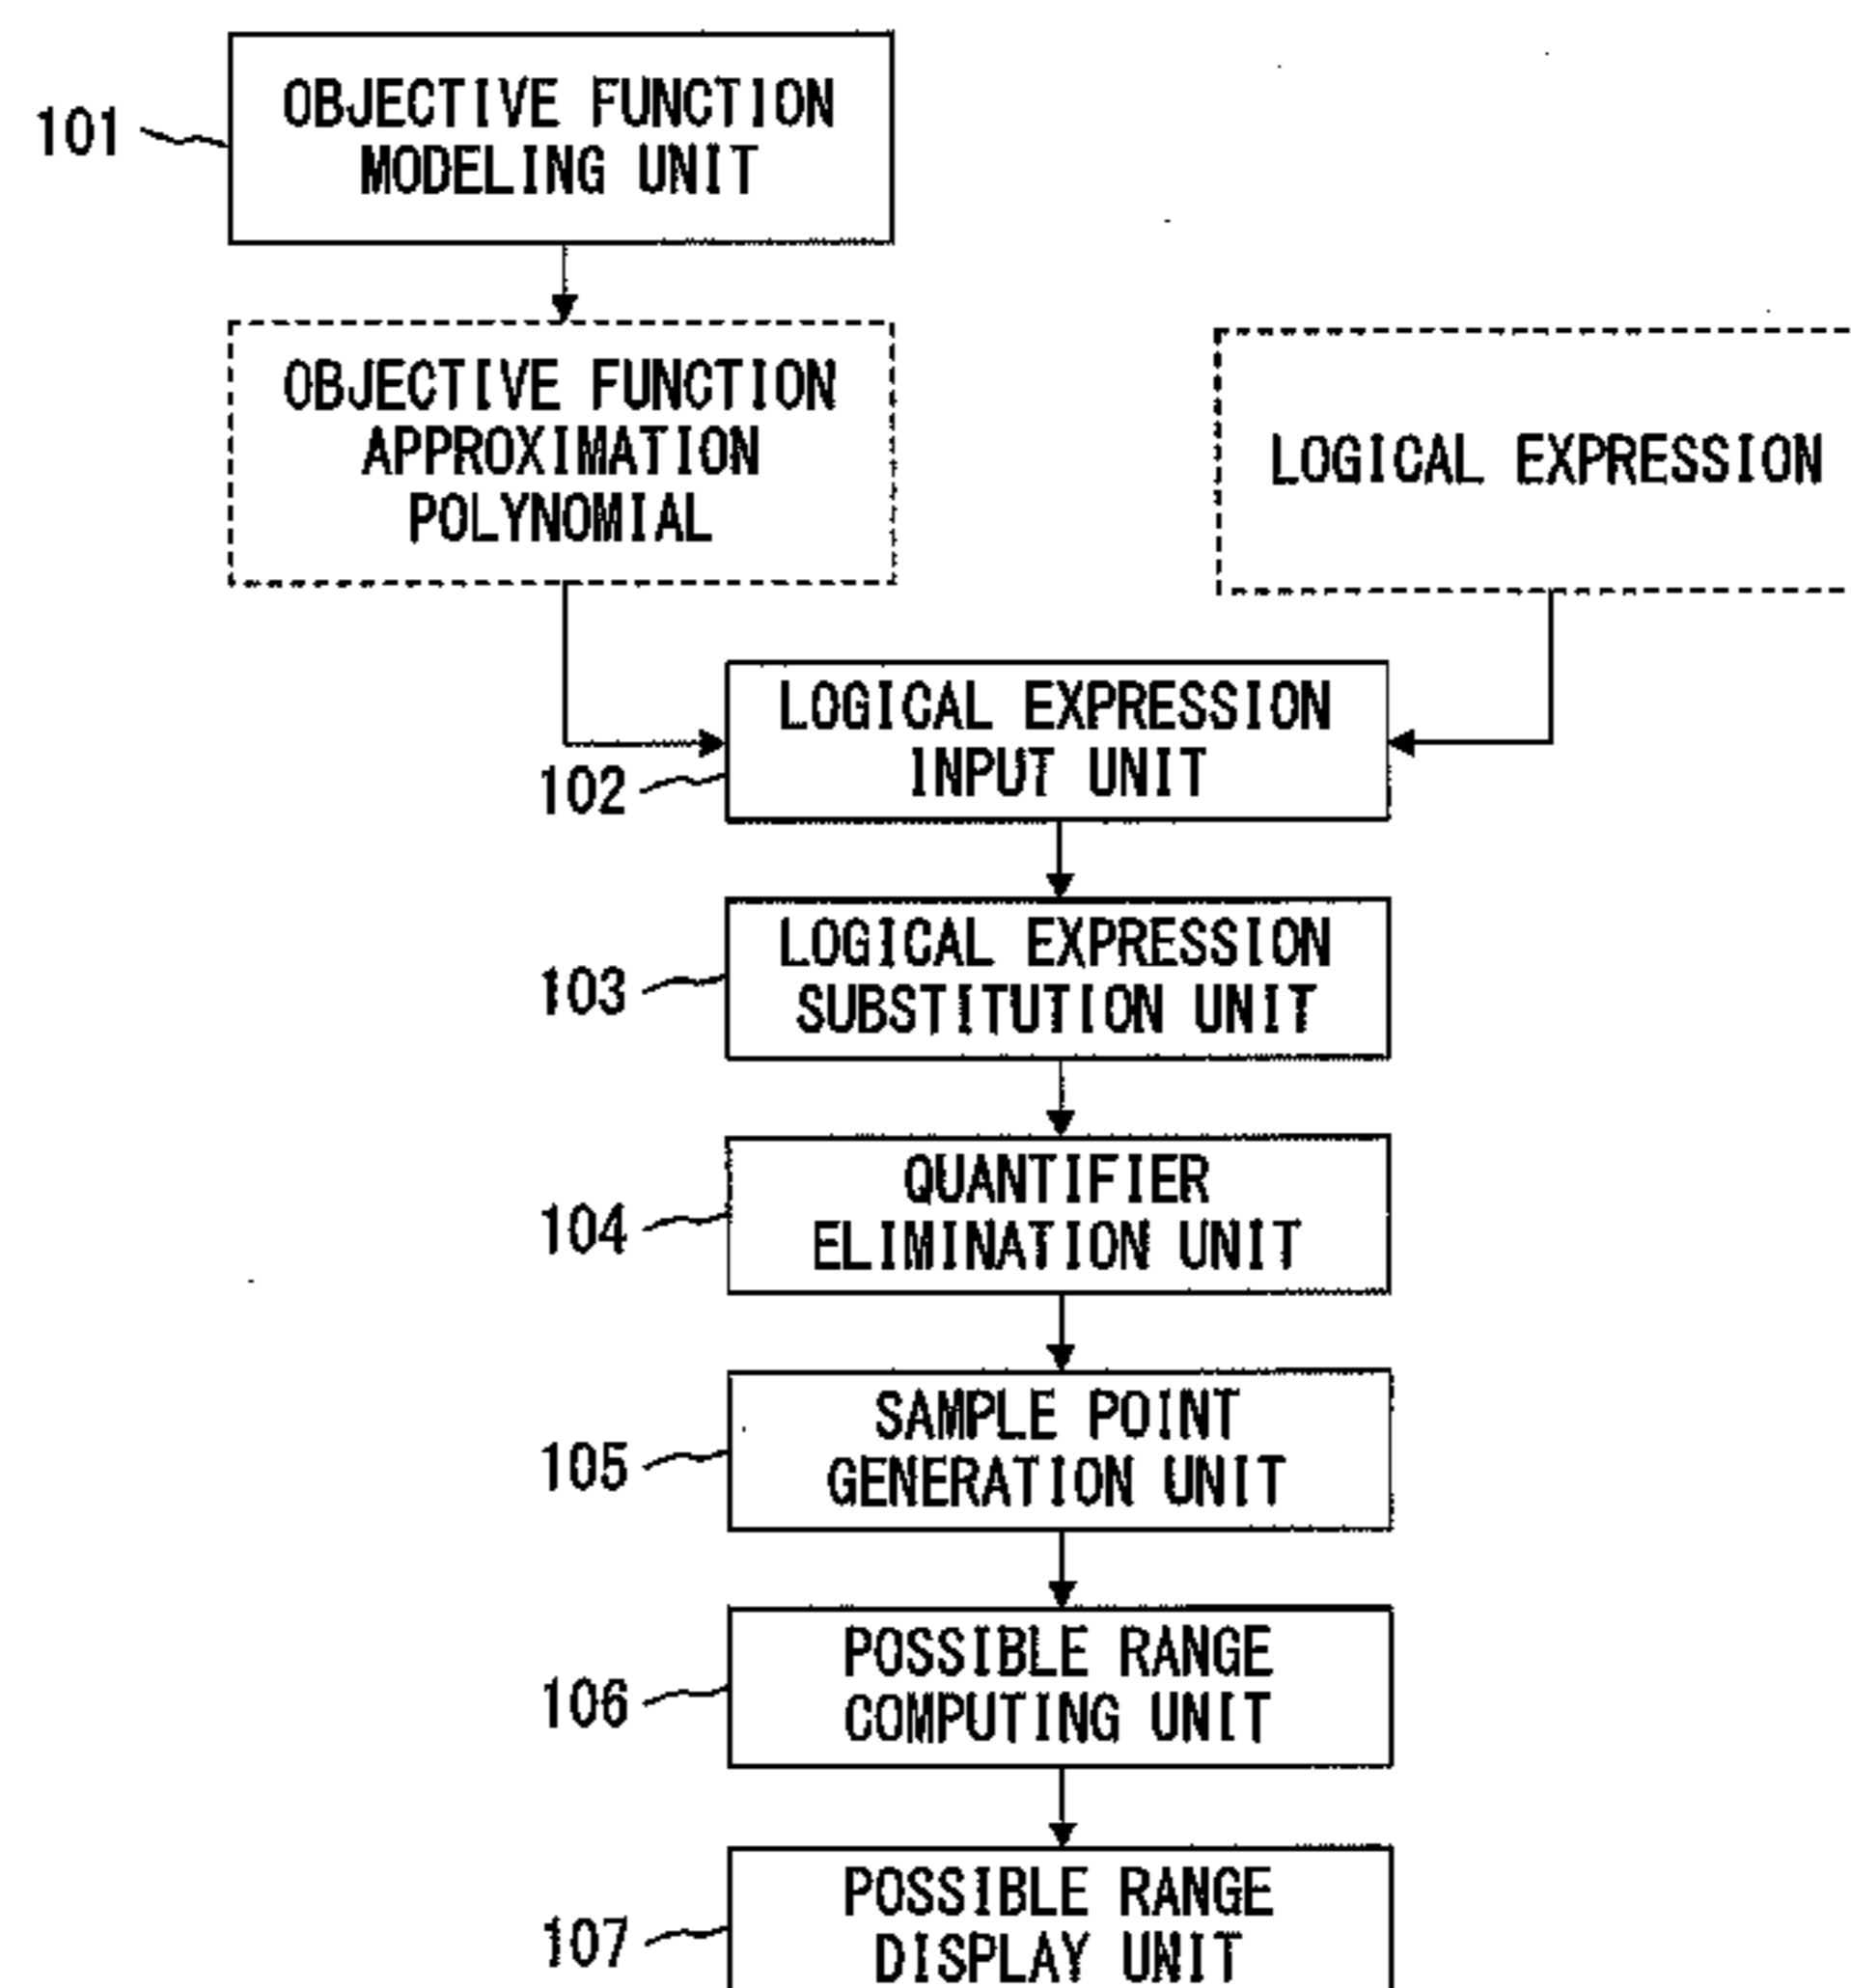 101
OBJECTIVE FUNCTION
MODELING UNIT
OBJECTIVE FUNCTION
APPROXIMATION
POLYNOMIAL
LOGICAL EXPRESSION
102
LOGICAL EXPRESSION
INPUT UNIT
103
LOGICAL EXPRESSION
SUBSTITUTION UNIT
104
QUANTIFIER
ELIMINATION UNIT
105
SAMPLE POINT
GENERATION UNIT
106
POSSIBLE RANGE
COMPUTING UNIT
107
POSSIBLE RANGE
DISPLAY UNIT